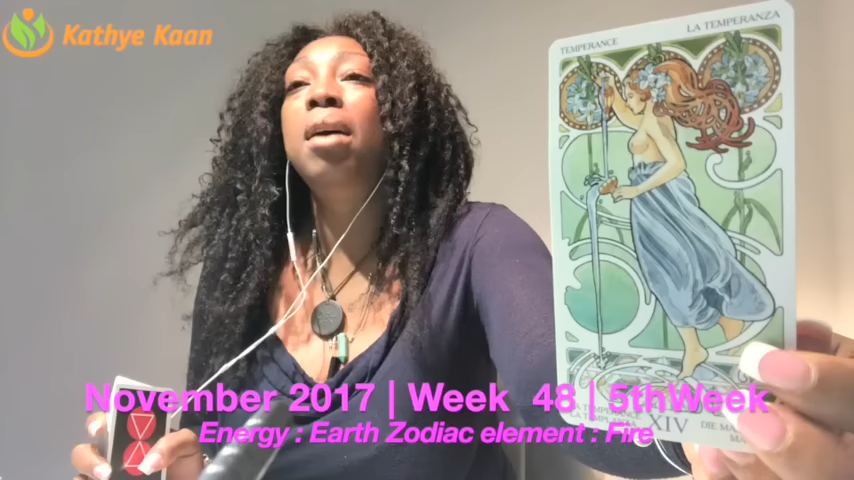 Kathye Kaan
TEMPERANCE
LA TEMPERANZA
November 2017 | Week 48 | 5thWeek
Energy : Earth Zodiac element : Fire
XIV